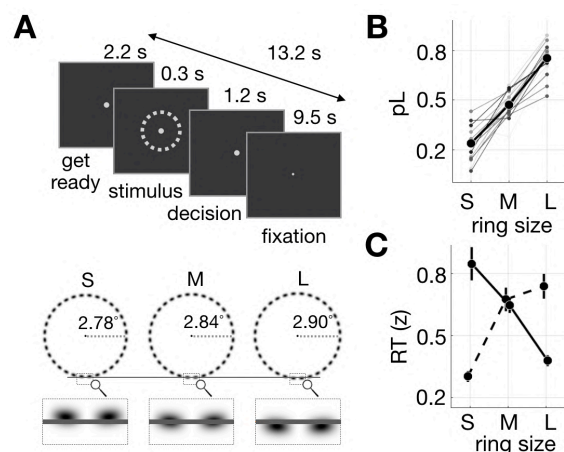 A
2.2 s
13.2 s
0.3 s
1.2 s
9.5 s
get
ready
stimulus
decision
fixation
S M L
2.78° 2.84° 2.90°
B
0.8
0.5
0.2
pL
S M L
ring size
C
0.8
0.5
0.2
RT (z)
S M L
ring size